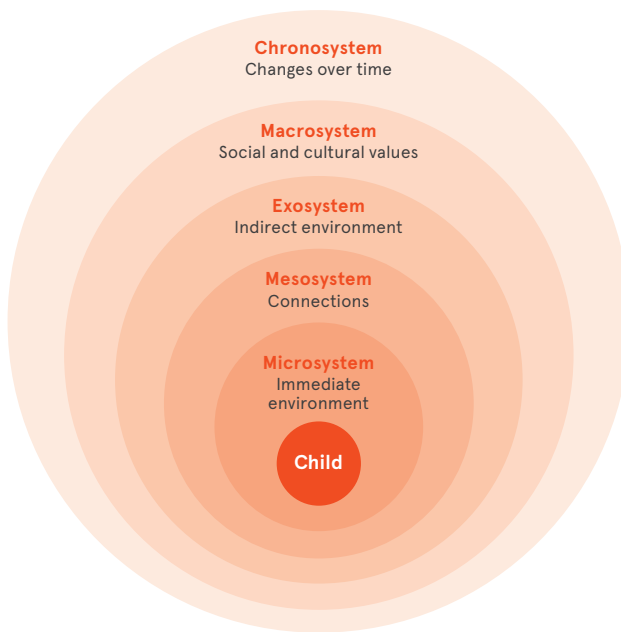 Chronosystem
Changes over time
Macrosystem
Social and cultural values
Exosystem
Indirect environment
Mesosystem
Connections
Microsystem
Immediate
environment
Child